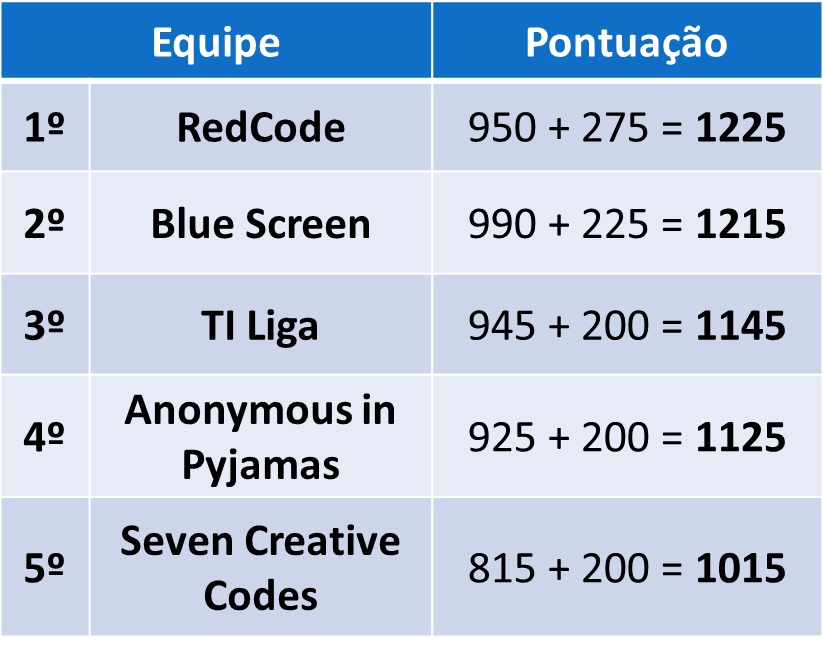 Equipe Pontuação
1º RedCode 950 + 275 = 1225
2º Blue Screen 990 + 225 = 1215
3º TI Liga 945 + 200 = 1145
4º Anonymous in
Pyjamas 925 + 200 = 1125
5º Seven Creative
Codes 815 + 200 = 1015